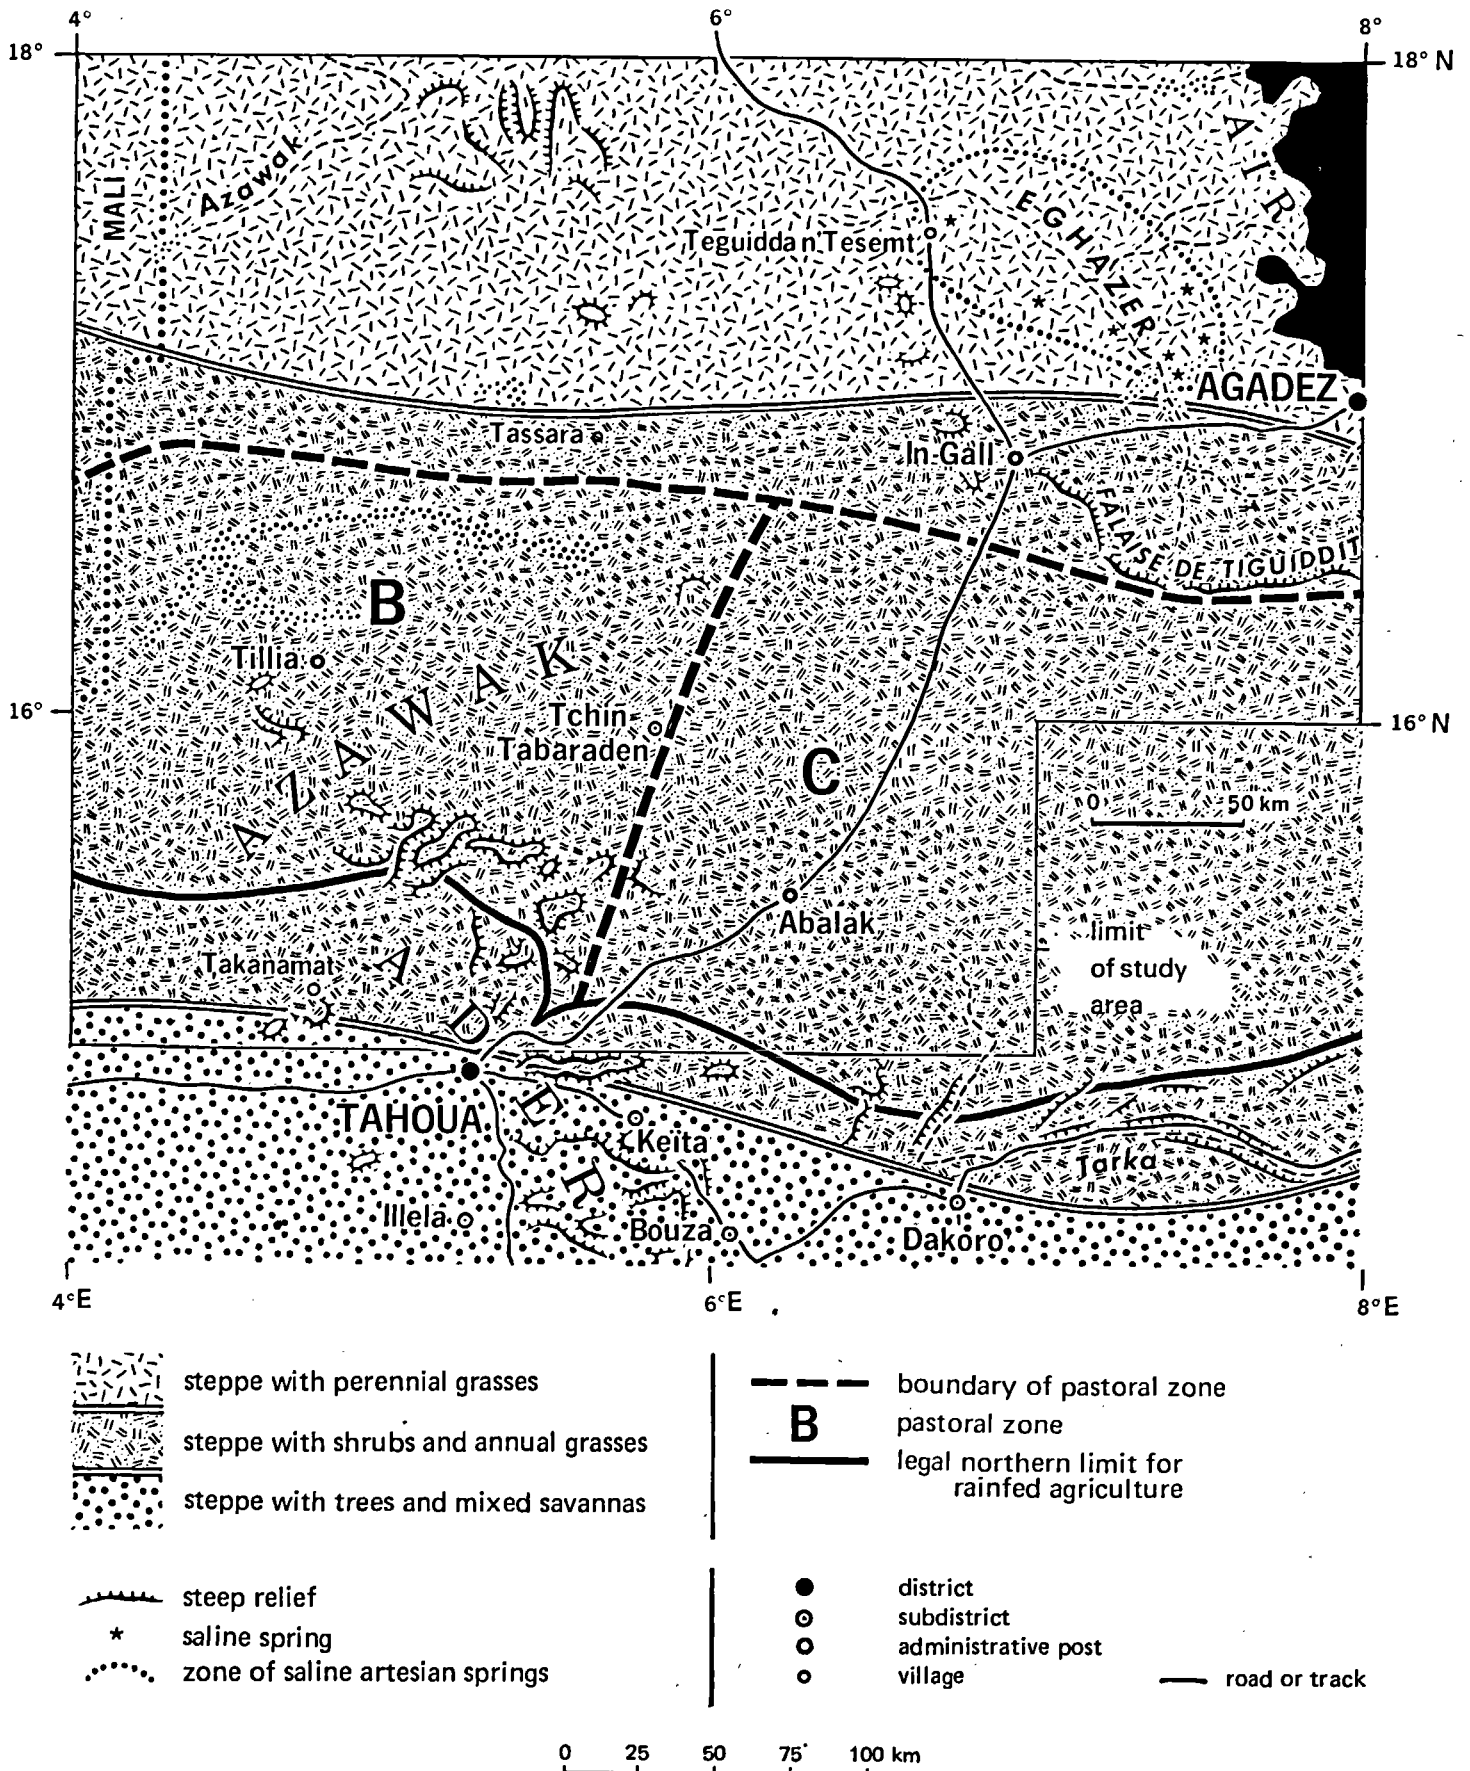 4°
6°
8°
18°
18° N
MALI
Azawak
AIR
EGHAZER
Teguidda n Tesemt
AGADEZ
Tassara
In Gall
FALAISE DE TIGUIDDIT
B
Tillia
AZAWAK
16°
16° N
Tchin
Tabaraden
C
0 50 km
Abalak
limit
of study
area
Takanamat
ADER
TAHOUA
Keita
Tarka
Illela
Bouza
Dakoro
4°E
6°E
8°E
steppe with perennial grasses
steppe with shrubs and annual grasses
steppe with trees and mixed savannas
boundary of pastoral zone
B pastoral zone
legal northern limit for
rainfed agriculture
steep relief
saline spring
zone of saline artesian springs
district
subdistrict
administrative post
village
road or track
0 25 50 75 100 km